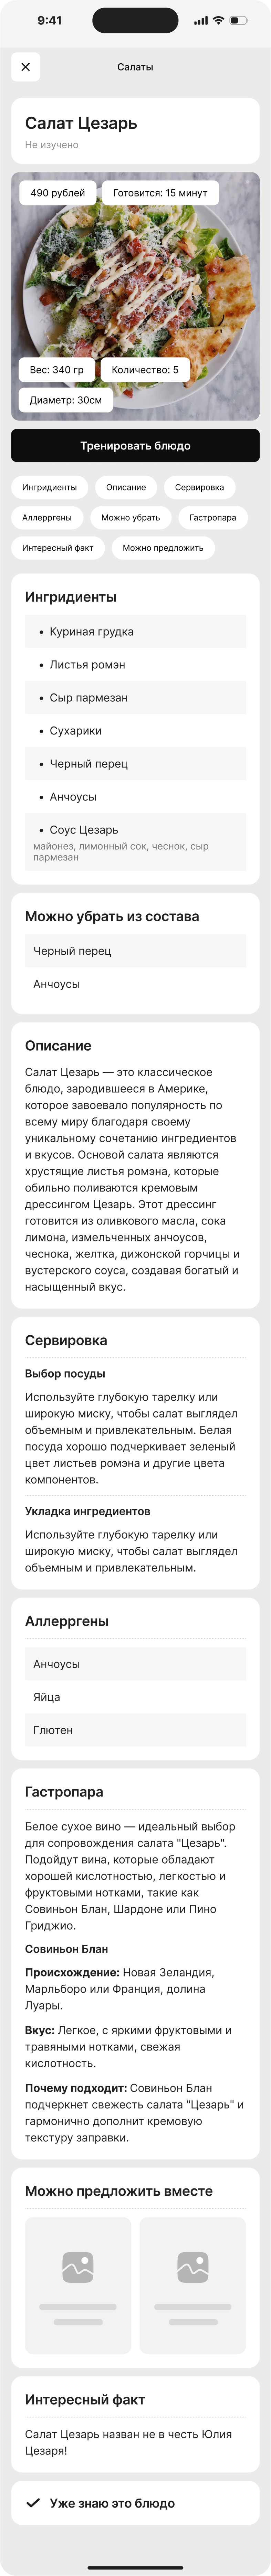 9:41
Салаты
Салат Цезарь
Не изучено
490 рублей
Готовится: 15 минут
Вес: 340 гр
Количество: 5
Диаметр: 30см
Тренировать блюдо
Ингридиенты
Описание
Сервировка
Аллерргены
Можно убрать
Гастропара
Интересный факт
Можно предложить
Ингридиенты
• Куриная грудка
• Листья ромэн
• Сыр пармезан
• Сухарики
• Черный перец
• Анчоусы
• Соус Цезарь
майонез, лимонный сок, чеснок, сыр
пармезан
Можно убрать из состава
Черный перец
Анчоусы
Описание
Салат Цезарь — это классическое
блюдо, зародившееся в Америке,
которое завоевало популярность по
всему миру благодаря своему
уникальному сочетанию ингредиентов
и вкусов. Основой салата являются
хрустящие листья ромэна, которые
обильно поливаются кремовым
дрессингом Цезарь. Этот дрессинг
готовится из оливкового масла, сока
лимона, измельченных анчоусов,
чеснока, желтка, дижонской горчицы и
вустерского соуса, создавая богатый и
насыщенный вкус.
Сервировка
Выбор посуды
Используйте глубокую тарелку или
широкую миску, чтобы салат выглядел
объемным и привлекательным. Белая
посуда хорошо подчеркивает зеленый
цвет листьев ромэна и другие цвета
компонентов.
Укладка ингредиентов
Используйте глубокую тарелку или
широкую миску, чтобы салат выглядел
объемным и привлекательным.
Аллерргены
Анчоусы
Яйца
Глютен
Гастропара
Белое сухое вино — идеальный выбор
для сопровождения салата "Цезарь".
Подойдут вина, которые обладают
хорошей кислотностью, легкостью и
фруктовыми нотками, такие как
Совиньон Блан, Шардоне или Пино
Гриджио.
Совиньон Блан
Происхождение: Новая Зеландия,
Марльборо или Франция, долина
Луары.
Вкус: Легкое, с яркими фруктовыми и
травяными нотками, свежая
кислотность.
Почему подходит: Совиньон Блан
подчеркнет свежесть салата "Цезарь" и
гармонично дополнит кремовую
текстуру заправки.
Можно предложить вместе
Интересный факт
Салат Цезарь назван не в честь Юлия
Цезаря!
Уже знаю это блюдо